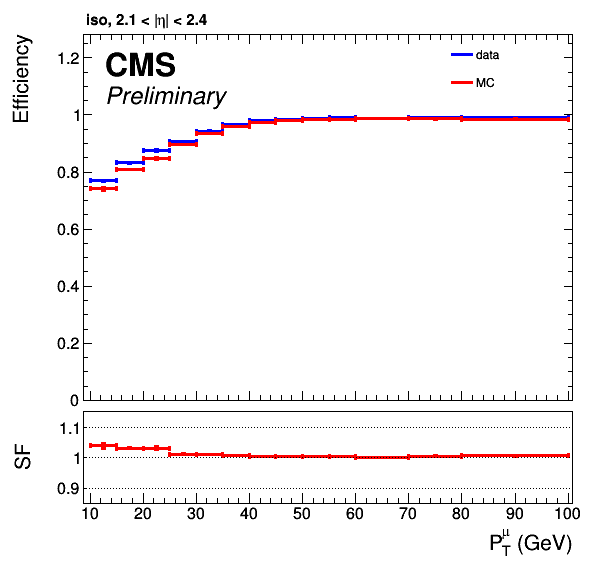 iso, 2.1 < |η| < 2.4
CMS
Preliminary
data
MC
Efficiency
1.2
1
0.8
0.6
0.4
0.2
0
SF
1.1
1
0.9
10 20 30 40 50 60 70 80 90 100
P_T^μ (GeV)